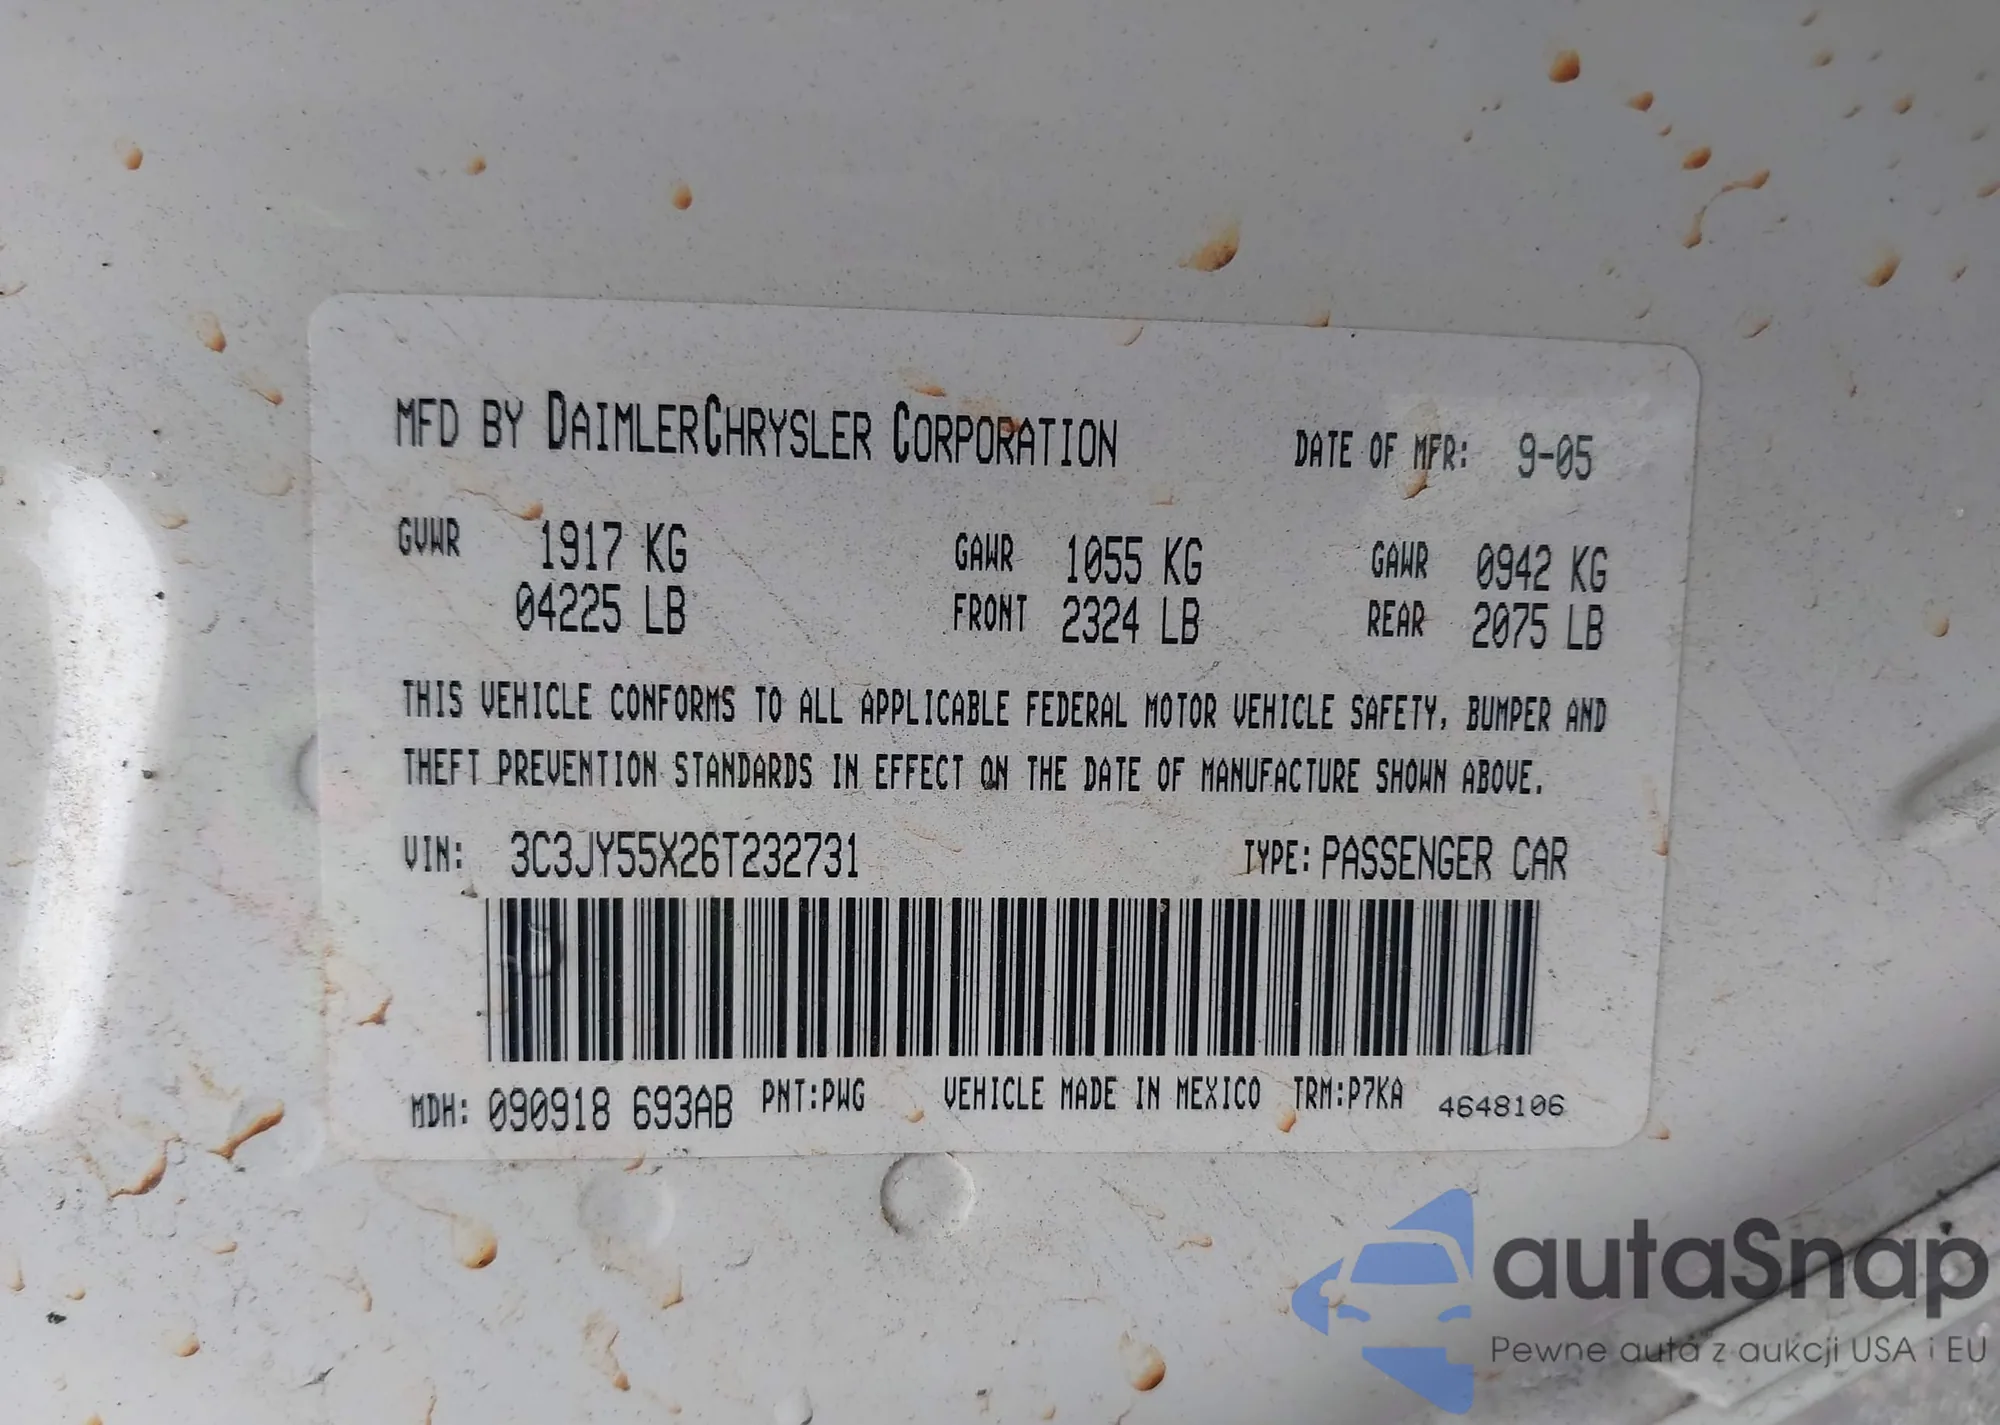 MFD BY DAIMLERCHRYSLER CORPORATION DATE OF MFR: 9-05
GVWR 1917 KG GAWR 1055 KG GAWR 0942 KG
04225 LB FRONT 2324 LB REAR 2075 LB
THIS VEHICLE CONFORMS TO ALL APPLICABLE FEDERAL MOTOR VEHICLE SAFETY, BUMPER AND
THEFT PREVENTION STANDARDS IN EFFECT ON THE DATE OF MANUFACTURE SHOWN ABOVE.
VIN: 3C3JY55X26T232731 TYPE: PASSENGER CAR
MDH: 090918 693AB PNT:PWG VEHICLE MADE IN MEXICO TRM:P7KA 4648106
autaSnap
Pewne auta z aukcji USA i EU